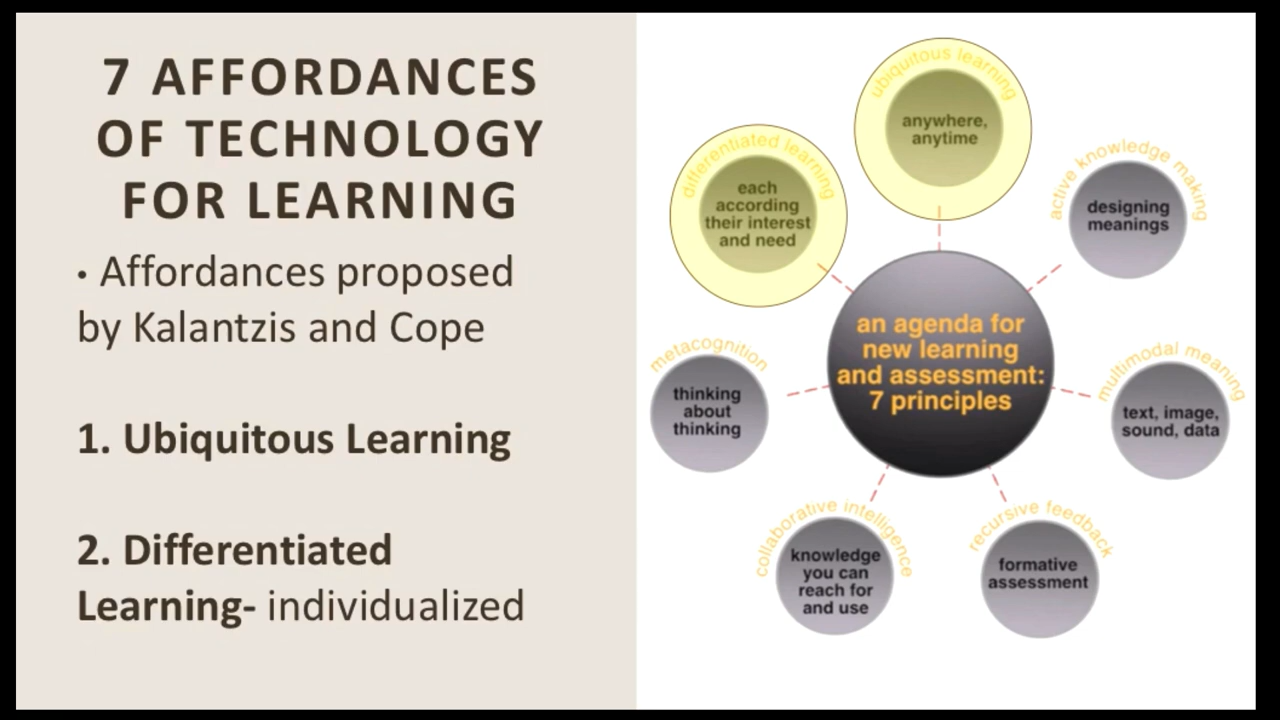 7 AFFORDANCES
OF TECHNOLOGY
FOR LEARNING
• Affordances proposed
by Kalantzis and Cope
1. Ubiquitous Learning
2. Differentiated
Learning- individualized
ubiquitous learning
anywhere,
anytime
differentiated learning
each
according
their interest
and need
active knowledge making
designing
meanings
an agenda for
new learning
and assessment:
7 principles
metacognition
thinking
about
thinking
multimodal meaning
text, image,
sound, data
collaborative intelligence
knowledge
you can
reach for
and use
recursive feedback
formative
assessment